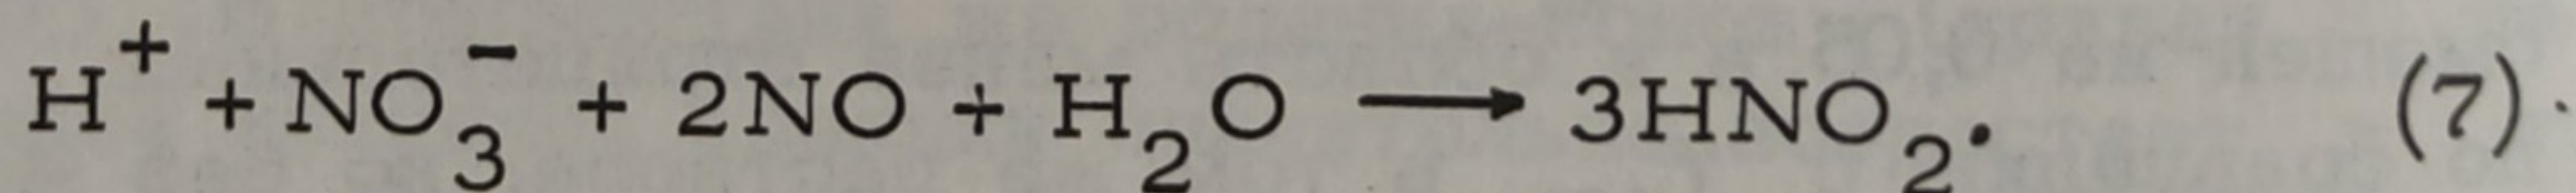 H⁺ + NO₃⁻ + 2NO + H₂O ⟶ 3HNO₂. (7)